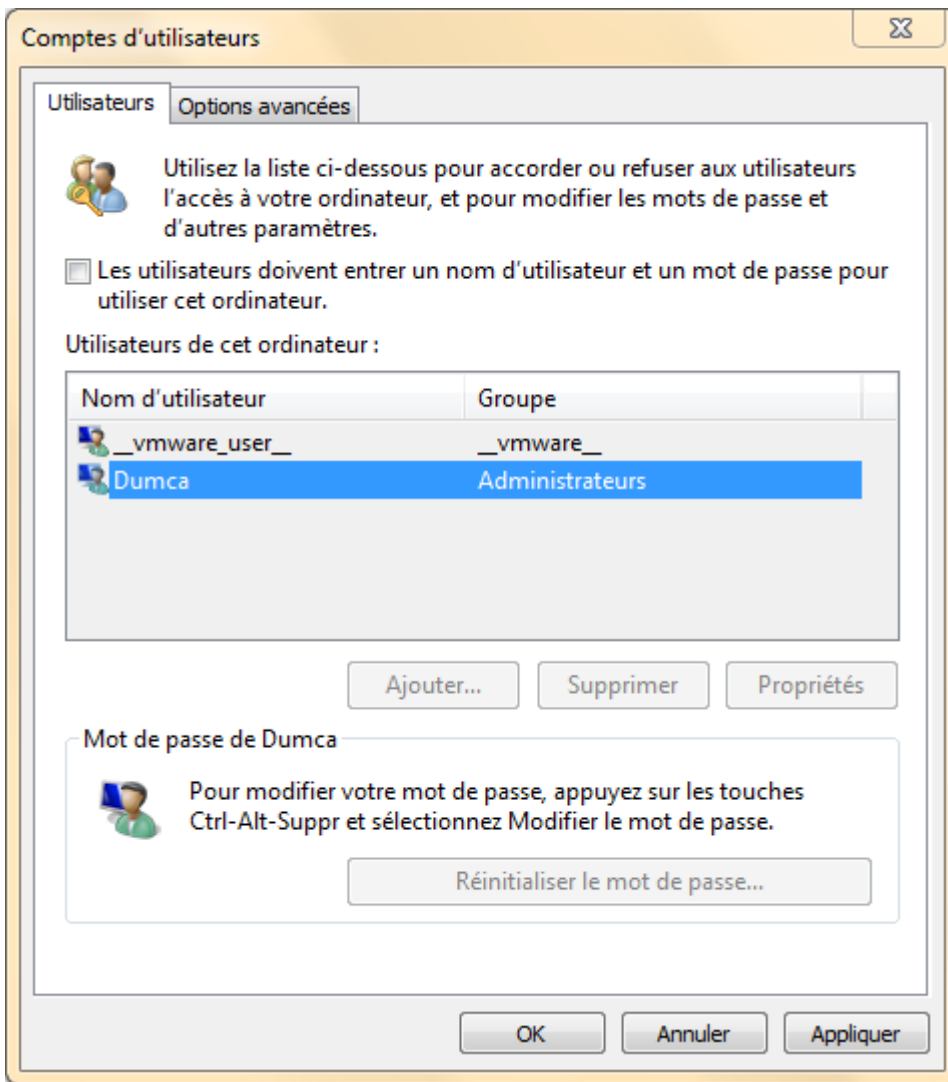 Comptes d’utilisateurs
Utilisateurs
Options avancées
Utilisez la liste ci-dessous pour accorder ou refuser aux utilisateurs
l’accès à votre ordinateur, et pour modifier les mots de passe et
d’autres paramètres.
Les utilisateurs doivent entrer un nom d’utilisateur et un mot de passe pour
utiliser cet ordinateur.
Utilisateurs de cet ordinateur :
Nom d’utilisateur Groupe
__vmware_user__ __vmware__
Dumca Administrateurs
Ajouter... Supprimer Propriétés
Mot de passe de Dumca
Pour modifier votre mot de passe, appuyez sur les touches
Ctrl-Alt-Suppr et sélectionnez Modifier le mot de passe.
Réinitialiser le mot de passe...
OK Annuler Appliquer